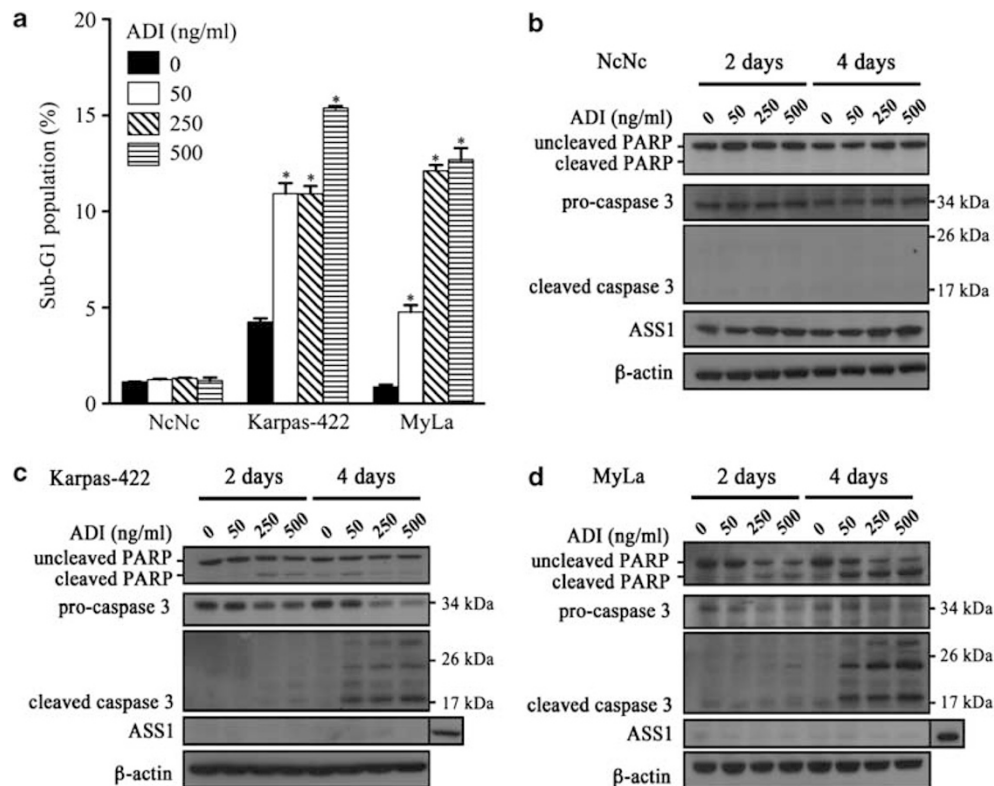 a
ADI (ng/ml)
0
50
250
500
Sub-G1 population (%)
20
15
10
5
0
* * *
* * *
NcNc Karpas-422 MyLa
b
NcNc 2 days 4 days
ADI (ng/ml) 0 50 250 500 0 50 250 500
uncleaved PARP
cleaved PARP
pro-caspase 3 34 kDa
26 kDa
cleaved caspase 3 17 kDa
ASS1
β-actin
c
Karpas-422 2 days 4 days
ADI (ng/ml) 0 50 250 500 0 50 250 500
uncleaved PARP
cleaved PARP
pro-caspase 3 34 kDa
26 kDa
cleaved caspase 3 17 kDa
ASS1
β-actin
d
MyLa 2 days 4 days
ADI (ng/ml) 0 50 250 500 0 50 250 500
uncleaved PARP
cleaved PARP
pro-caspase 3 34 kDa
26 kDa
cleaved caspase 3 17 kDa
ASS1
β-actin